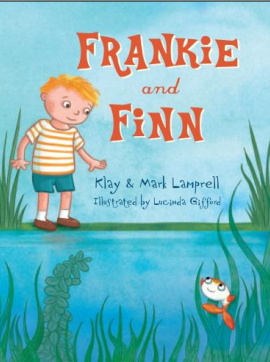 FRANKiE
and
FiNN
Klay & Mark Lamprell
Illustrated by Lucinda Gifford